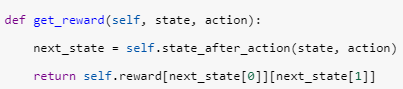 def get_reward(self, state, action):
    next_state = self.state_after_action(state, action)
    return self.reward[next_state[0]][next_state[1]]